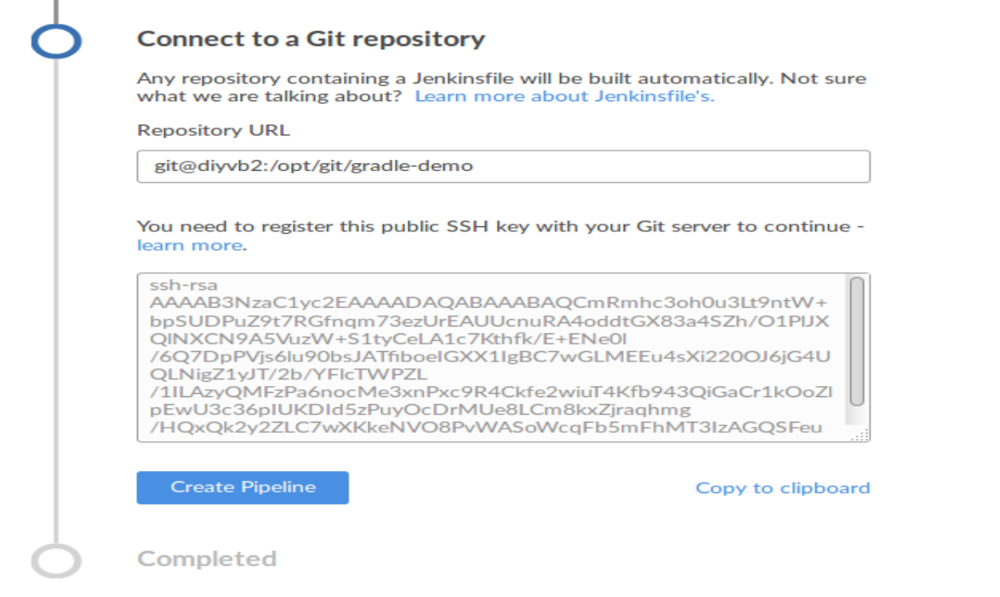 Connect to a Git repository
Any repository containing a Jenkinsfile will be built automatically. Not sure
what we are talking about? Learn more about Jenkinsfile's.
Repository URL
git@diyvb2:/opt/git/gradle-demo
You need to register this public SSH key with your Git server to continue -
learn more.
ssh-rsa
AAAAB3NzaC1yc2EAAAADAQABAAABAQCmRmhc3oh0u3Lt9ntW+
bpSUDPuZ9t7RGfnqm73ezUrEAUUcnuRA4oddtGX83a4SZh/O1PlJX
QINXCN9A5VuzW+S1tyCeLA1c7Kthfk/E+ENe0l
/6Q7DpPVjs6lu90bsJATfiboeIGXX1IgBC7wGLMEEu4sXi220OJ6jG4U
QLNigZ1yJT/2b/YFIcTWPZL
/1ILAzyQMFzPa6nocMe3xnPxc9R4Ckfe2wiuT4Kfb943QiGaCr1kOoZl
pEwU3c36pIUKDId5zPuyOcDrMUe8LCm8kxZjraqhmg
/HQxQk2y2ZLC7wXKkeNVO8PvWASoWcqFb5mFhMT3IzAGQSFeu
Create Pipeline
Copy to clipboard
Completed